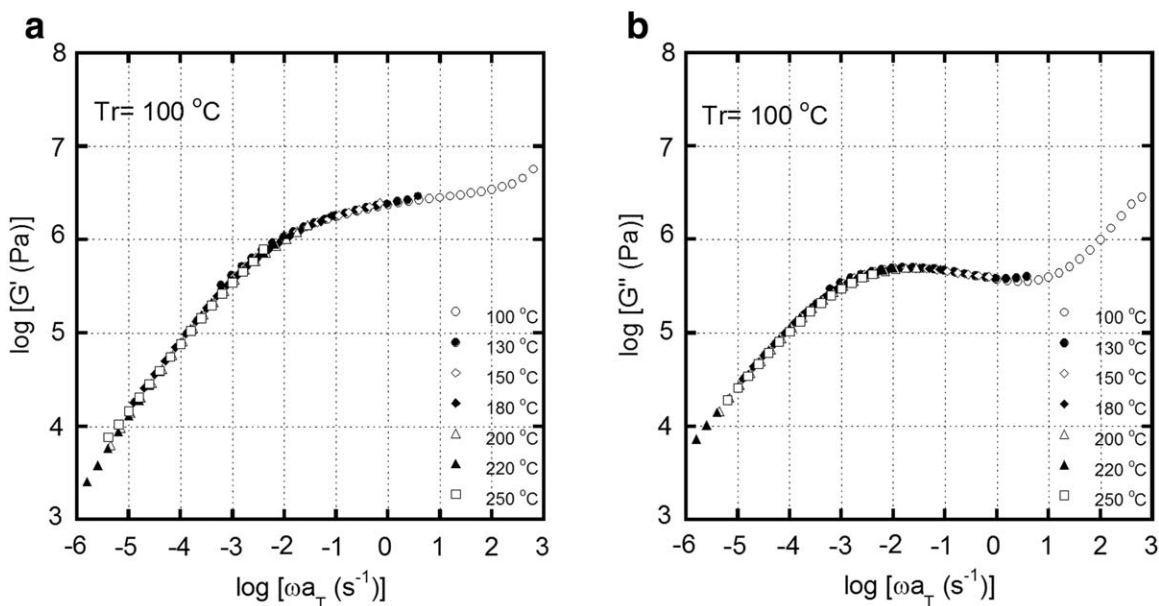 a
8
7
6
5
4
3
Tr= 100 °C
log [G' (Pa)]
100 °C
130 °C
150 °C
180 °C
200 °C
220 °C
250 °C
-6 -5 -4 -3 -2 -1 0 1 2 3
log [ωa_T (s⁻¹)]
b
8
7
6
5
4
3
Tr= 100 °C
log [G" (Pa)]
100 °C
130 °C
150 °C
180 °C
200 °C
220 °C
250 °C
-6 -5 -4 -3 -2 -1 0 1 2 3
log [ωa_T (s⁻¹)]